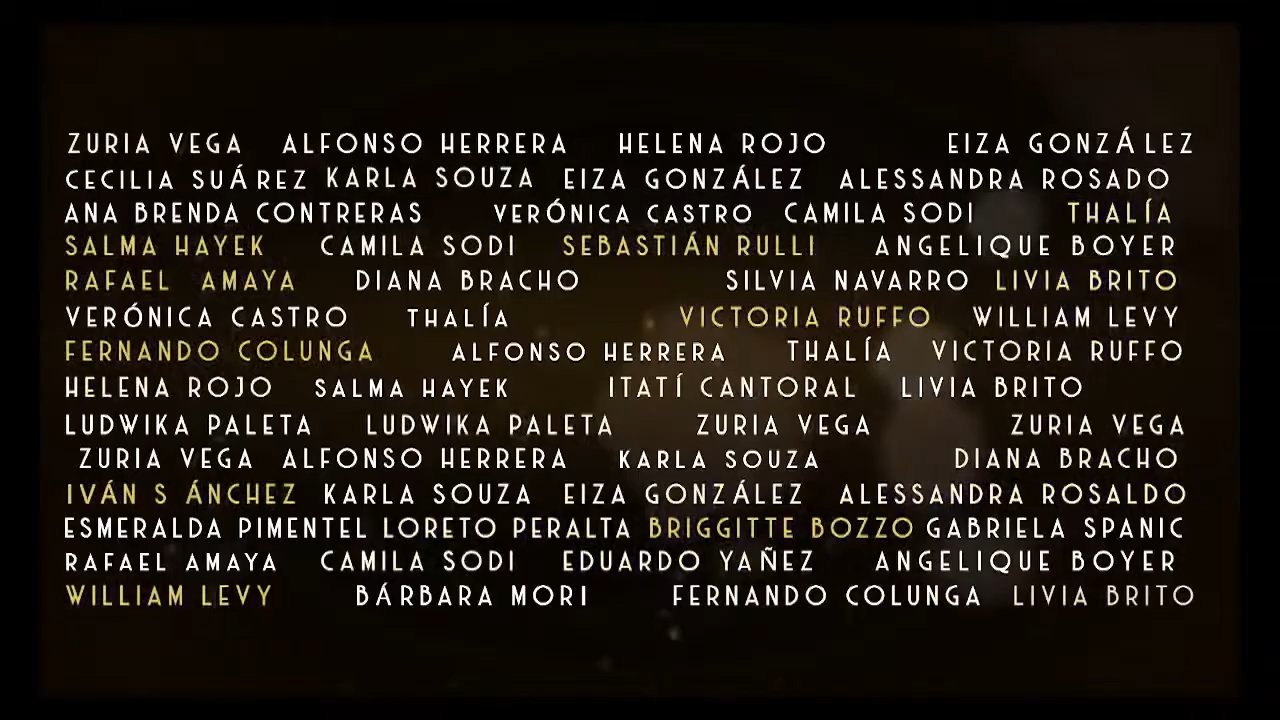 ZURIA VEGA ALFONSO HERRERA HELENA ROJO EIZA GONZÁLEZ
CECILIA SUÁREZ KARLA SOUZA EIZA GONZÁLEZ ALESSANDRA ROSADO
ANA BRENDA CONTRERAS VERÓNICA CASTRO CAMILA SODI THALÍA
SALMA HAYEK CAMILA SODI SEBASTIÁN RULLI ANGELIQUE BOYER
RAFAEL AMAYA DIANA BRACHO SILVIA NAVARRO LIVIA BRITO
VERÓNICA CASTRO THALÍA VICTORIA RUFFO WILLIAM LEVY
FERNANDO COLUNGA ALFONSO HERRERA THALÍA VICTORIA RUFFO
HELENA ROJO SALMA HAYEK ITATÍ CANTORAL LIVIA BRITO
LUDWIKA PALETA LUDWIKA PALETA ZURIA VEGA ZURIA VEGA
ZURIA VEGA ALFONSO HERRERA KARLA SOUZA DIANA BRACHO
IVÁN S ÁNCHEZ KARLA SOUZA EIZA GONZÁLEZ ALESSANDRA ROSALDO
ESMERALDA PIMENTEL LORETO PERALTA BRIGGITTE BOZZO GABRIELA SPANIC
RAFAEL AMAYA CAMILA SODI EDUARDO YAÑEZ ANGELIQUE BOYER
WILLIAM LEVY BÁRBARA MORI FERNANDO COLUNGA LIVIA BRITO